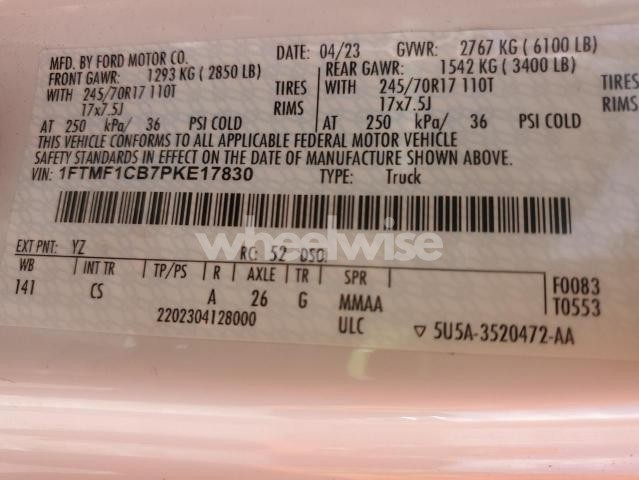 MFD. BY FORD MOTOR CO. DATE: 04/23 GVWR: 2767 KG ( 6100 LB)
FRONT GAWR: 1293 KG ( 2850 LB) REAR GAWR: 1542 KG ( 3400 LB)
WITH 245/70R17 110T TIRES WITH 245/70R17 110T TIRES
17x7.5J RIMS 17x7.5J RIMS
AT 250 kPa/ 36 PSI COLD AT 250 kPa/ 36 PSI COLD
THIS VEHICLE CONFORMS TO ALL APPLICABLE FEDERAL MOTOR VEHICLE
SAFETY STANDARDS IN EFFECT ON THE DATE OF MANUFACTURE SHOWN ABOVE.
VIN: 1FTMF1CB7PKE17830 TYPE: Truck
wheelwise
EXT PNT: YZ RC: 52 DSO:
WB INT TR TP/PS R AXLE TR SPR F0083
141 CS A 26 G MMAA T0553
2202304128000 ULC ▽ 5U5A-3520472-AA